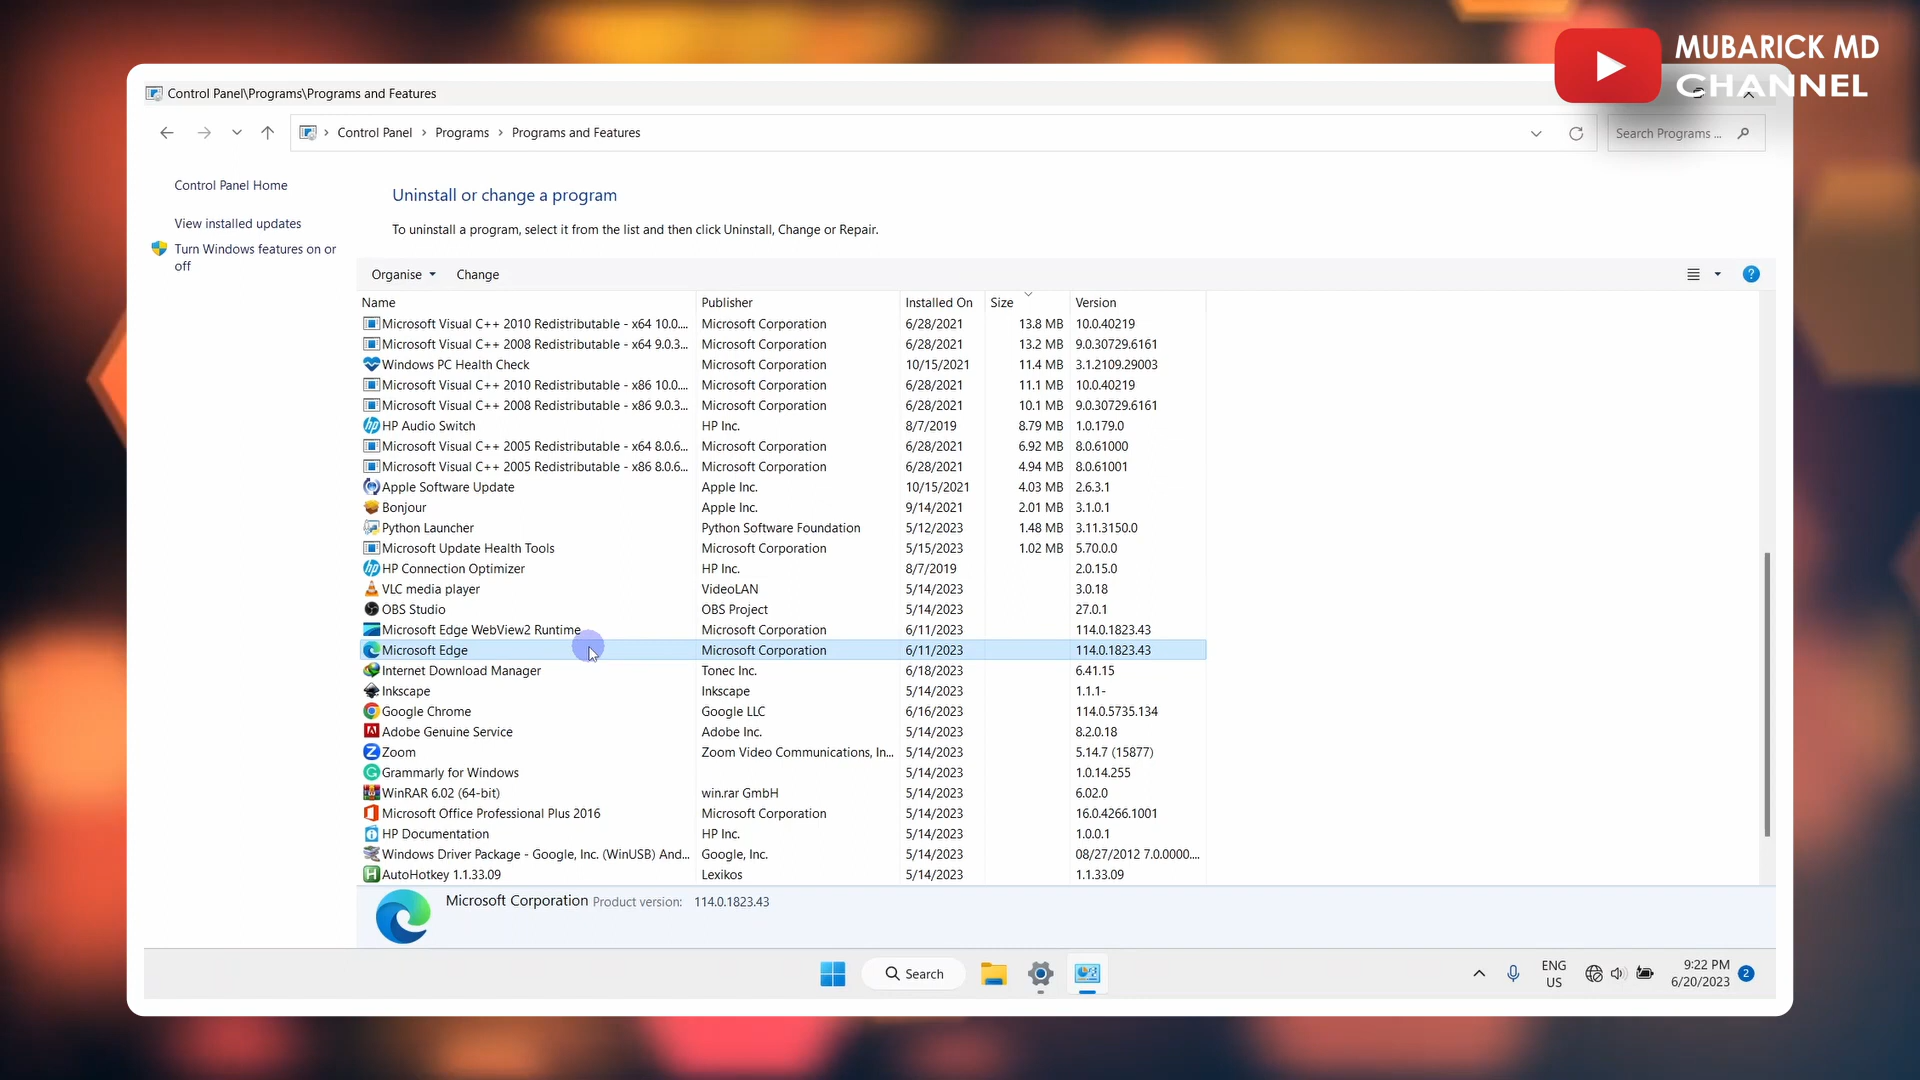 MUBARICK MD
CHANNEL
Control Panel\Programs\Programs and Features
Control Panel > Programs > Programs and Features
Search Programs ...
Control Panel Home
View installed updates
Turn Windows features on or
off
Uninstall or change a program
To uninstall a program, select it from the list and then click Uninstall, Change or Repair.
Organise Change
Name Publisher Installed On Size Version
Microsoft Visual C++ 2010 Redistributable - x64 10.0.... Microsoft Corporation 6/28/2021 13.8 MB 10.0.40219
Microsoft Visual C++ 2008 Redistributable - x64 9.0.3... Microsoft Corporation 6/28/2021 13.2 MB 9.0.30729.6161
Windows PC Health Check Microsoft Corporation 10/15/2021 11.4 MB 3.1.2109.29003
Microsoft Visual C++ 2010 Redistributable - x86 10.0.... Microsoft Corporation 6/28/2021 11.1 MB 10.0.40219
Microsoft Visual C++ 2008 Redistributable - x86 9.0.3... Microsoft Corporation 6/28/2021 10.1 MB 9.0.30729.6161
HP Audio Switch HP Inc. 8/7/2019 8.79 MB 1.0.179.0
Microsoft Visual C++ 2005 Redistributable - x64 8.0.6... Microsoft Corporation 6/28/2021 6.92 MB 8.0.61000
Microsoft Visual C++ 2005 Redistributable - x86 8.0.6... Microsoft Corporation 6/28/2021 4.94 MB 8.0.61001
Apple Software Update Apple Inc. 10/15/2021 4.03 MB 2.6.3.1
Bonjour Apple Inc. 9/14/2021 2.01 MB 3.1.0.1
Python Launcher Python Software Foundation 5/12/2023 1.48 MB 3.11.3150.0
Microsoft Update Health Tools Microsoft Corporation 5/15/2023 1.02 MB 5.70.0.0
HP Connection Optimizer HP Inc. 8/7/2019 2.0.15.0
VLC media player VideoLAN 5/14/2023 3.0.18
OBS Studio OBS Project 5/14/2023 27.0.1
Microsoft Edge WebView2 Runtime Microsoft Corporation 6/11/2023 114.0.1823.43
Microsoft Edge Microsoft Corporation 6/11/2023 114.0.1823.43
Internet Download Manager Tonec Inc. 6/18/2023 6.41.15
Inkscape Inkscape 5/14/2023 1.1.1-
Google Chrome Google LLC 6/16/2023 114.0.5735.134
Adobe Genuine Service Adobe Inc. 5/14/2023 8.2.0.18
Zoom Zoom Video Communications, In... 5/14/2023 5.14.7 (15877)
Grammarly for Windows 5/14/2023 1.0.14.255
WinRAR 6.02 (64-bit) win.rar GmbH 5/14/2023 6.02.0
Microsoft Office Professional Plus 2016 Microsoft Corporation 5/14/2023 16.0.4266.1001
HP Documentation HP Inc. 5/14/2023 1.0.0.1
Windows Driver Package - Google, Inc. (WinUSB) And... Google, Inc. 5/14/2023 08/27/2012 7.0.0000....
AutoHotkey 1.1.33.09 Lexikos 5/14/2023 1.1.33.09
Microsoft Corporation Product version: 114.0.1823.43
Search
ENG
US
9:22 PM
6/20/2023
2